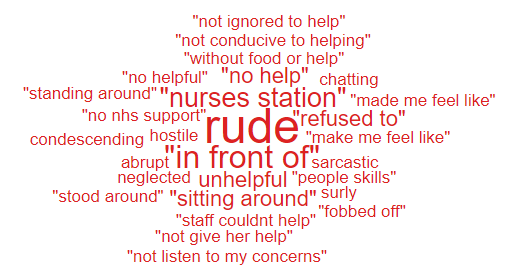 "not ignored to help"
"not conducive to helping"
"without food or help"
"no helpful" "no help" chatting
"standing around" "nurses station" "made me feel like"
"no nhs support" rude "refused to"
condescending hostile "make me feel like"
abrupt "in front of" sarcastic
neglected unhelpful "people skills"
"stood around" "sitting around" surly
"staff couldnt help" "fobbed off"
"not give her help"
"not listen to my concerns"